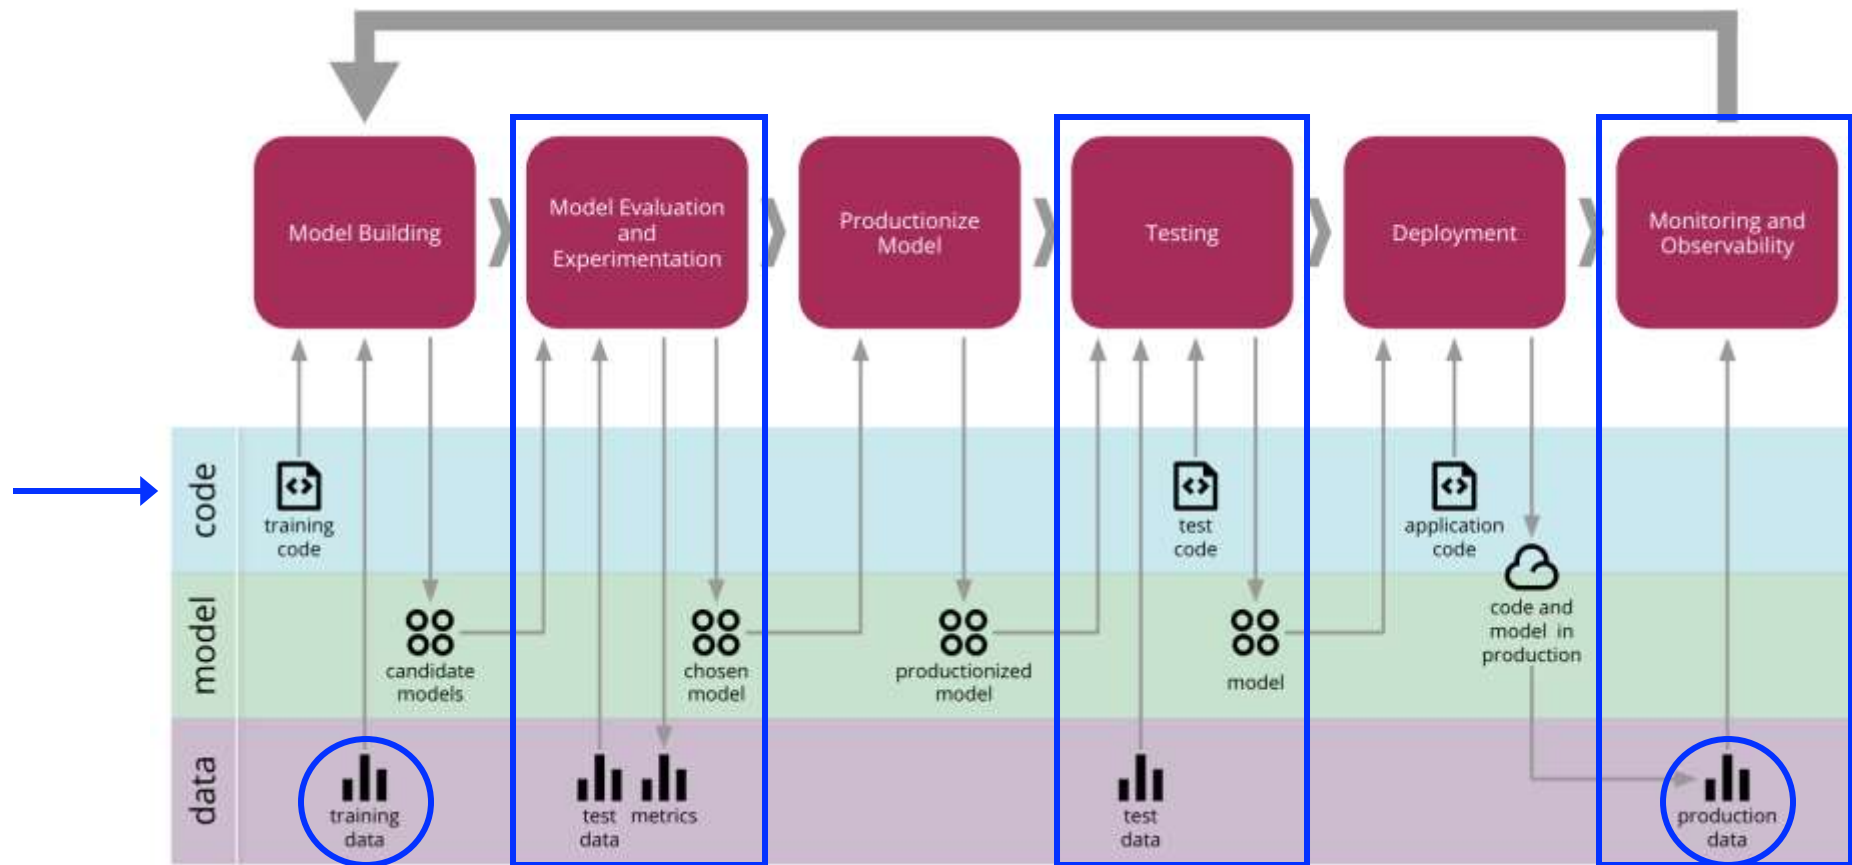 Model Building
Model Evaluation
and
Experimentation
Productionize
Model
Testing
Deployment
Monitoring and
Observability
code
training
code
test
code
application
code
model
candidate
models
chosen
model
productionized
model
model
code and
model in
production
data
training
data
test
data
metrics
test
data
production
data